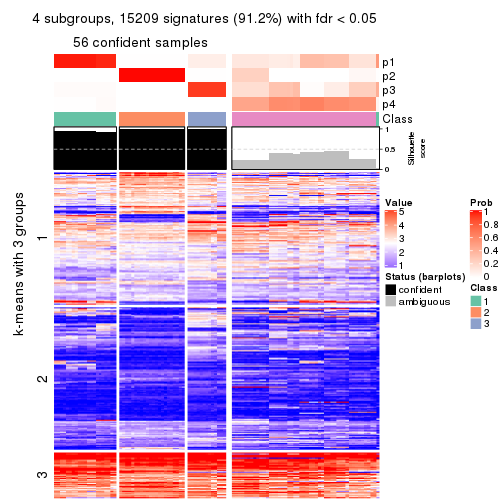 4 subgroups, 15209 signatures (91.2%) with fdr < 0.05
56 confident samples
p1
p2
p3
p4
Class
1
0.5
0
Silhouette
score
k-means with 3 groups
1
2
3
Value
5
4
3
2
1
Status (barplots)
confident
ambiguous
Prob
1
0.8
0.6
0.4
0.2
0
Class
1
2
3